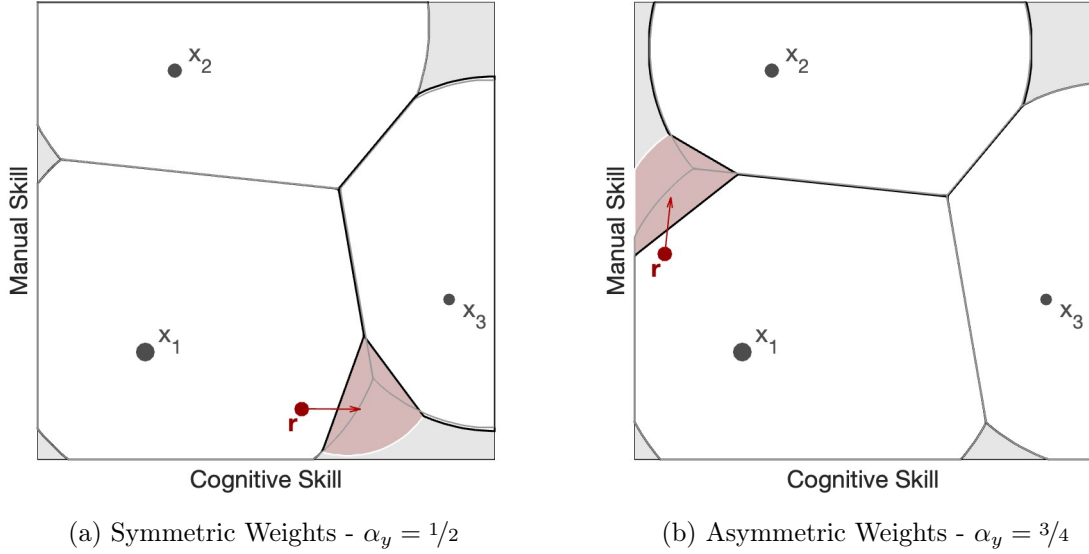 x2
Manual Skill
x3
x1
r
Cognitive Skill
(a) Symmetric Weights - αy = 1/2
x2
Manual Skill
r
x3
x1
Cognitive Skill
(b) Asymmetric Weights - αy = 3/4